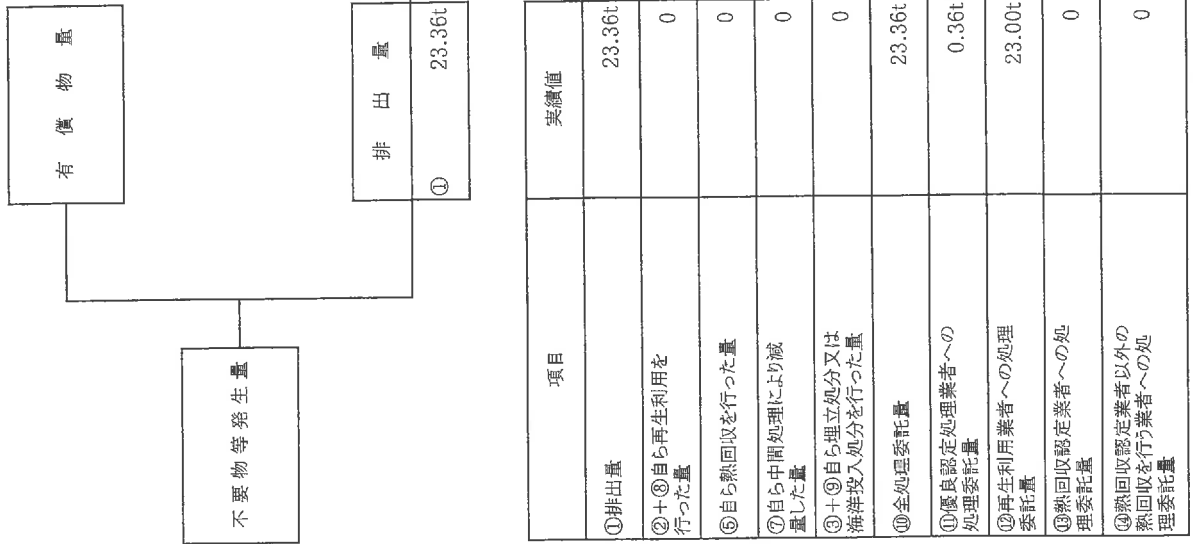 不要物等発生量
有償物量
排出量
① 23.36t
項目 実績値
①排出量 23.36t
②+⑧自ら再生利用を
行った量 0
⑤自ら熱回収を行った量 0
⑦自ら中間処理により減
量した量 0
③+⑨自ら埋立処分又は
海洋投入処分を行った量 0
⑩全処理委託量 23.36t
⑪優良認定処理業者への
処理委託量 0.36t
⑫再生利用業者への処理
委託量 23.00t
⑬熱回収認定業者への処
理委託量 0
⑭熱回収認定業者以外の
熱回収を行う業者への処
理委託量 0